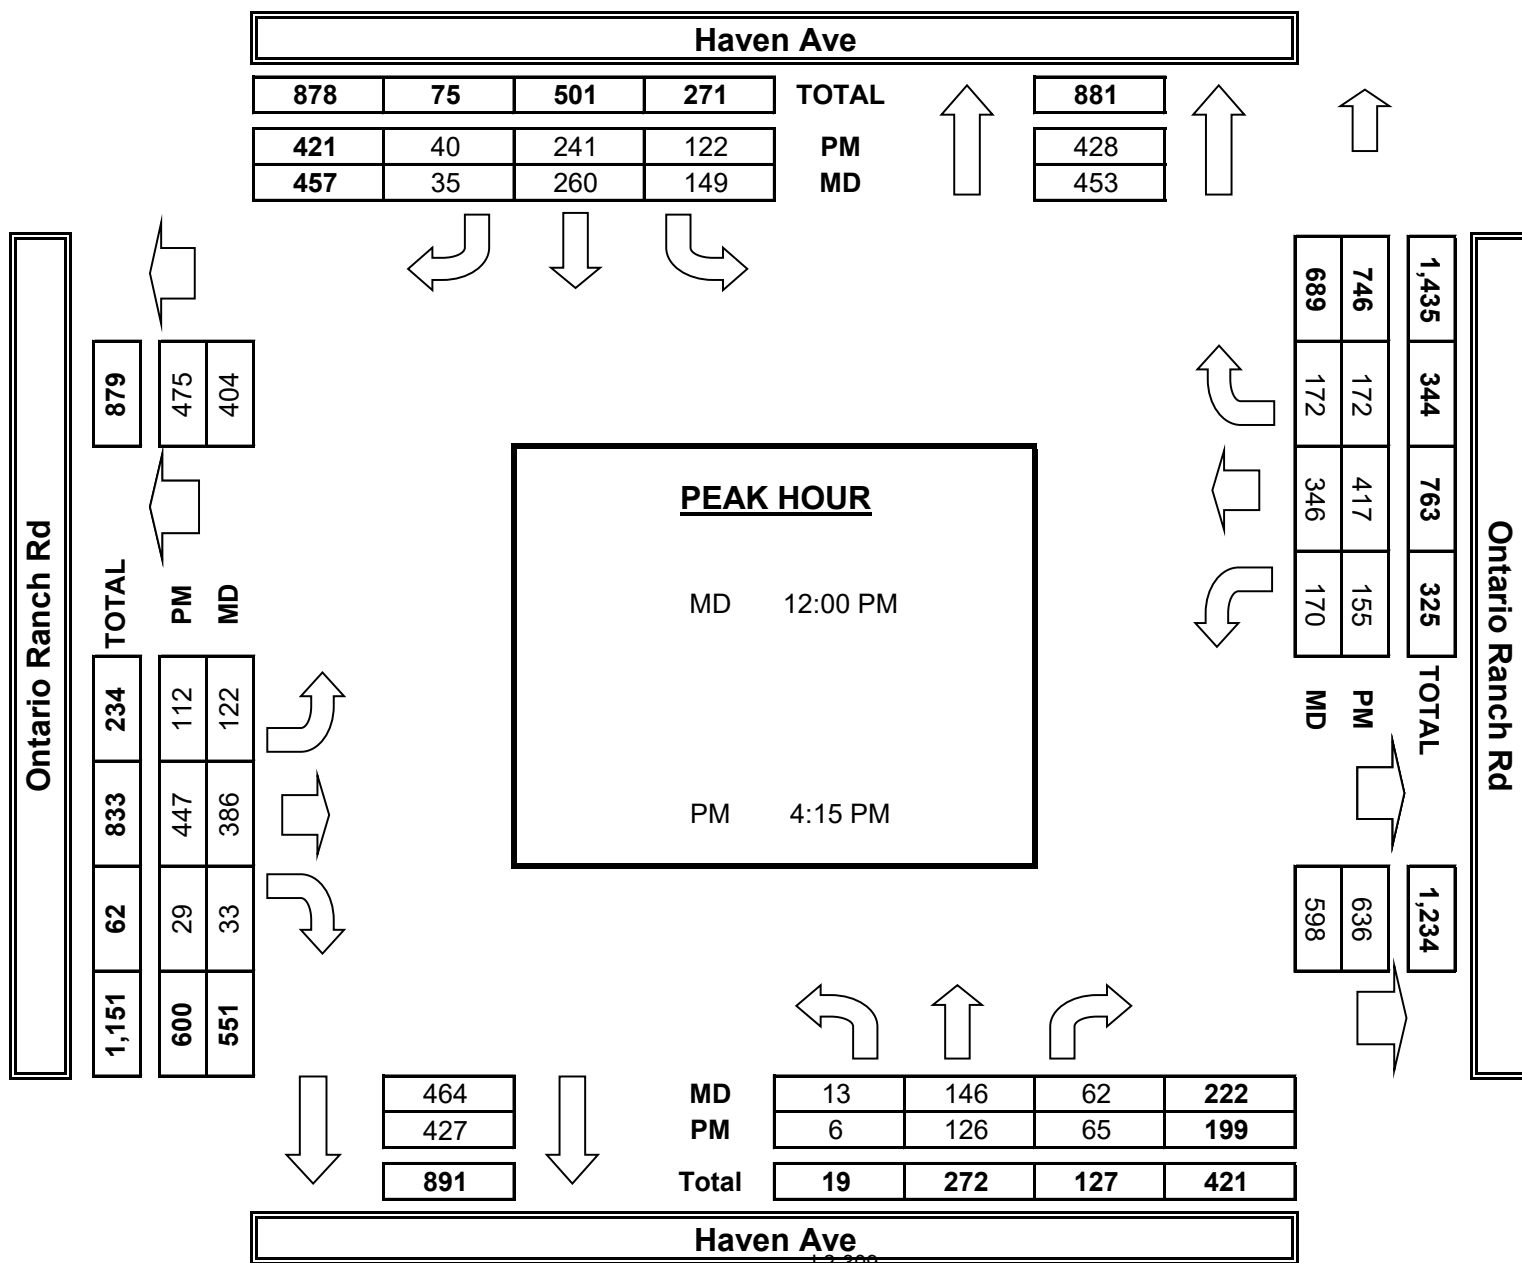 Haven Ave
878 75 501 271 TOTAL 881
421 40 241 122 PM 428
457 35 260 149 MD 453
Ontario Ranch Rd
879
475
404
TOTAL
PM
MD
234 833 62 1,151
112 447 29 600
122 386 33 551
PEAK HOUR
MD 12:00 PM
PM 4:15 PM
1,435 344 763 325 TOTAL 1,234
746 172 417 155 PM 636
689 172 346 170 MD 598
Ontario Ranch Rd
464 MD 13 146 62 222
427 PM 6 126 65 199
891 Total 19 272 127 421
Haven Ave